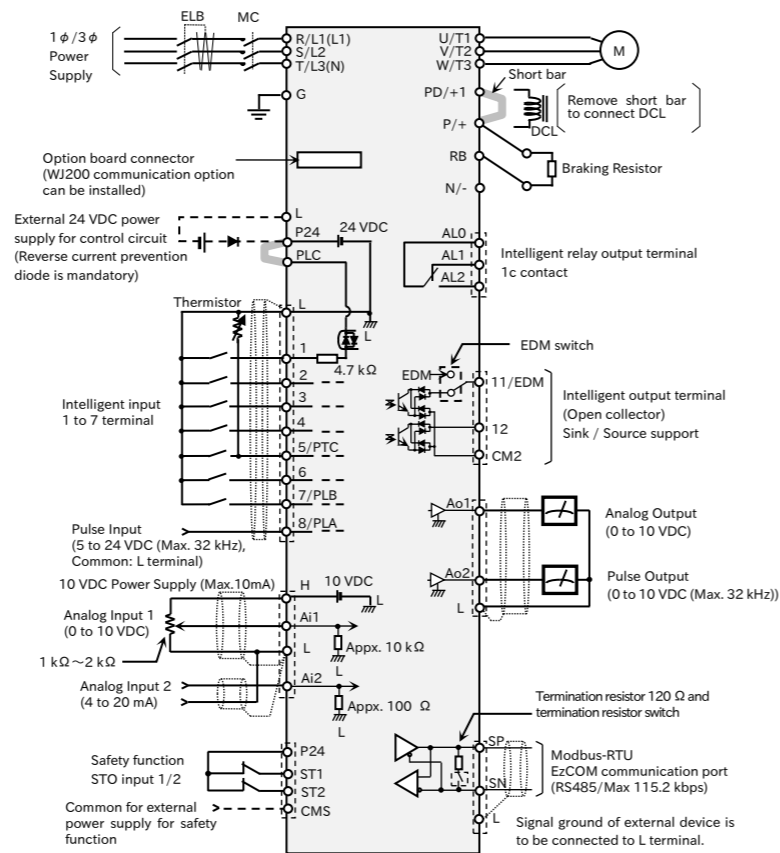 ELB
MC
1ϕ/3ϕ
Power
Supply
R/L1(L1)
S/L2
T/L3(N)
G
U/T1
V/T2
W/T3
M
PD/+1
Short bar
DCL
Remove short bar
to connect DCL
P/+
RB
Braking Resistor
N/-
Option board connector
(WJ200 communication option
can be installed)
External 24 VDC power
supply for control circuit
(Reverse current prevention
diode is mandatory)
L
P24
24 VDC
PLC
AL0
AL1
AL2
Intelligent relay output terminal
1c contact
Thermistor
L
L
1
4.7 kΩ
2
3
4
5/PTC
6
7/PLB
8/PLA
Intelligent input
1 to 7 terminal
EDM switch
EDM
11/EDM
12
CM2
Intelligent output terminal
(Open collector)
Sink / Source support
Pulse Input
(5 to 24 VDC (Max. 32 kHz),
Common: L terminal)
Ao1
Analog Output
(0 to 10 VDC)
Ao2
Pulse Output
(0 to 10 VDC (Max. 32 kHz))
L
10 VDC Power Supply (Max.10mA)
H
10 VDC
L
Analog Input 1
(0 to 10 VDC)
Ai1
L
Appx. 10 kΩ
L
1 kΩ～2 kΩ
Analog Input 2
(4 to 20 mA)
Ai2
Appx. 100 Ω
L
Termination resistor 120 Ω and
termination resistor switch
SP
SN
L
Modbus-RTU
EzCOM communication port
(RS485/Max 115.2 kbps)
Signal ground of external device is
to be connected to L terminal.
Safety function
STO input 1/2
P24
ST1
ST2
CMS
Common for external
power supply for safety
function